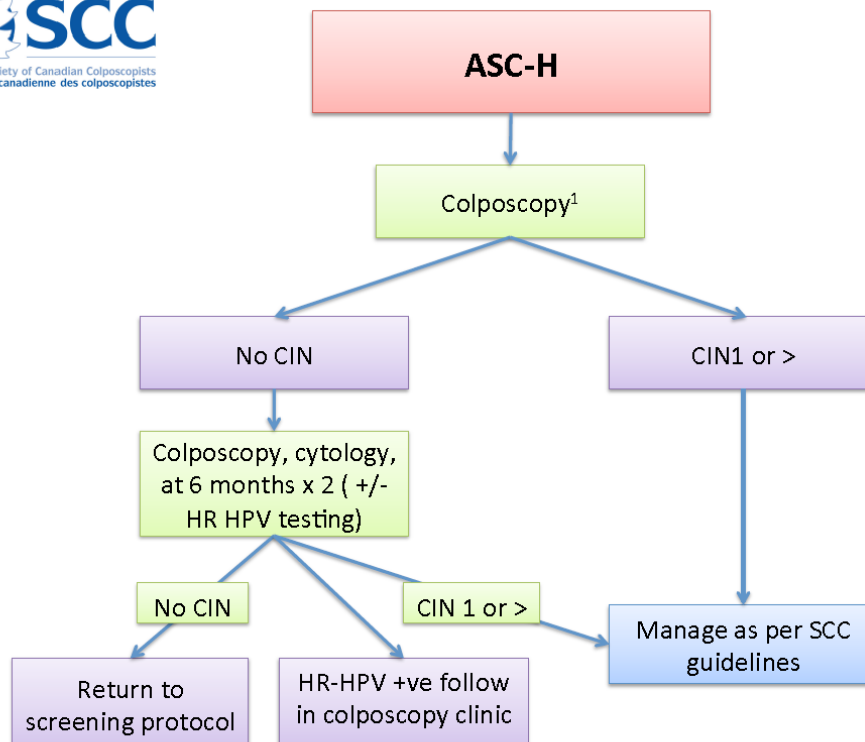 SCC
iety of Canadian Colposcopists
canadienne des colposcopistes
ASC-H
Colposcopy¹
No CIN
CIN1 or >
Colposcopy, cytology,
at 6 months x 2 ( +/-
HR HPV testing)
No CIN
CIN 1 or >
Manage as per SCC
guidelines
Return to
screening protocol
HR-HPV +ve follow
in colposcopy clinic